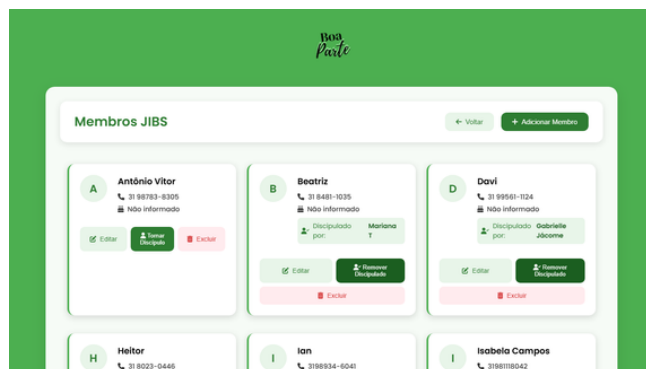 Boa
Parte
Membros JIBS
← Voltar
+ Adicionar Membro
A
Antônio Vitor
31 98783-8305
Não informado
Editar
Tornar
Discípulo
Excluir
B
Beatriz
31 8481-1035
Não informado
Discipulado Mariana
por: T
Editar
Remover
Discipulado
Excluir
D
Davi
31 99561-1124
Não informado
Discipulado Gabrielle
por: Jácome
Editar
Remover
Discipulado
Excluir
H
Heitor
31 8023-0446
I
Ian
3198934-6041
I
Isabela Campos
31981118042